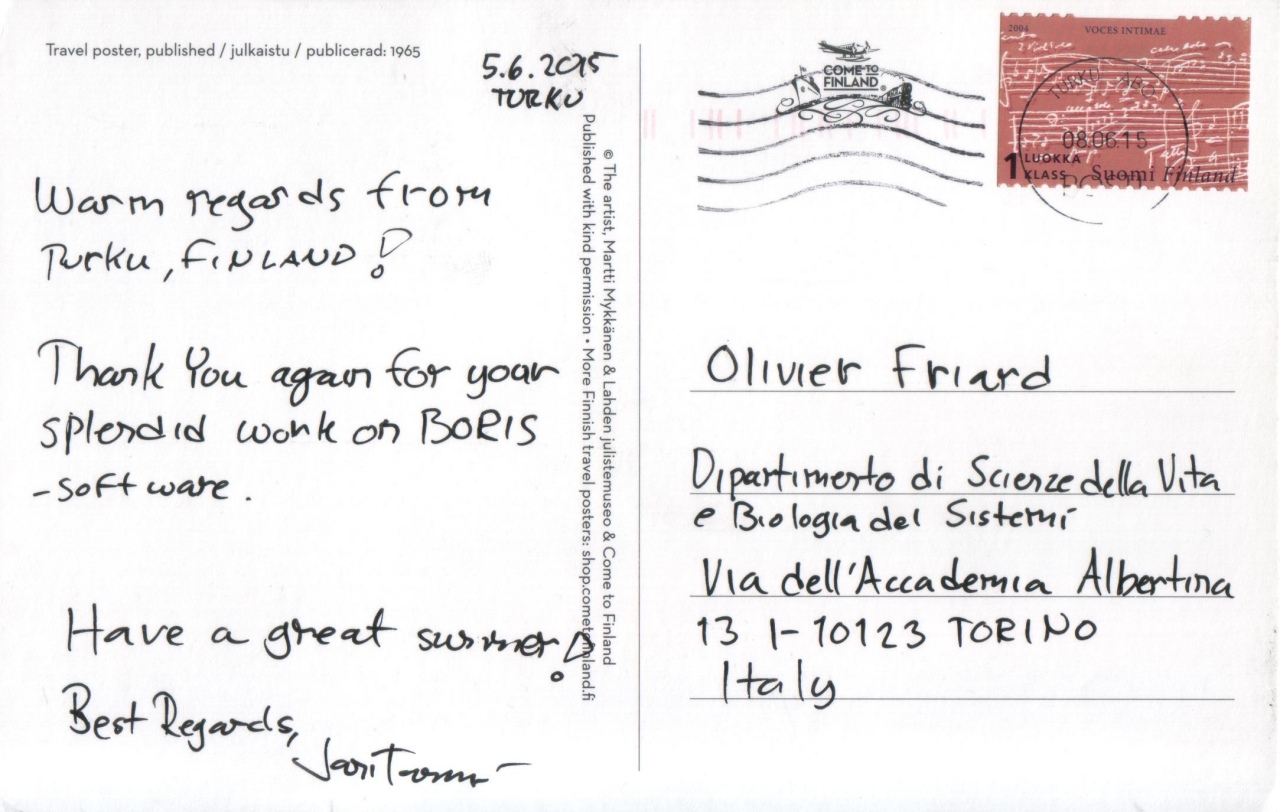 Travel poster, published / julkaistu / publicerad: 1965
5.6.2015
TURKU
Warm regards from
Turku, FINLAND!
Thank You again for your
splendid work on BORIS
-software.
Have a great summer!
Best Regards,
© The artist, Martti Mykkänen & Lahden julistemuseo & Come to Finland
Published with kind permission • More Finnish travel posters: shop.cometofinland.fi
COME TO
FINLAND
2004 VOCES INTIMAE
TURKU ÅBO
08.06.15
1 LUOKKA
KLASS Suomi Finland
Olivier Friard
Dipartimento di Scienze della Vita
e Biologia dei Sistemi
Via dell'Accademia Albertina
13 I-10123 TORINO
Italy